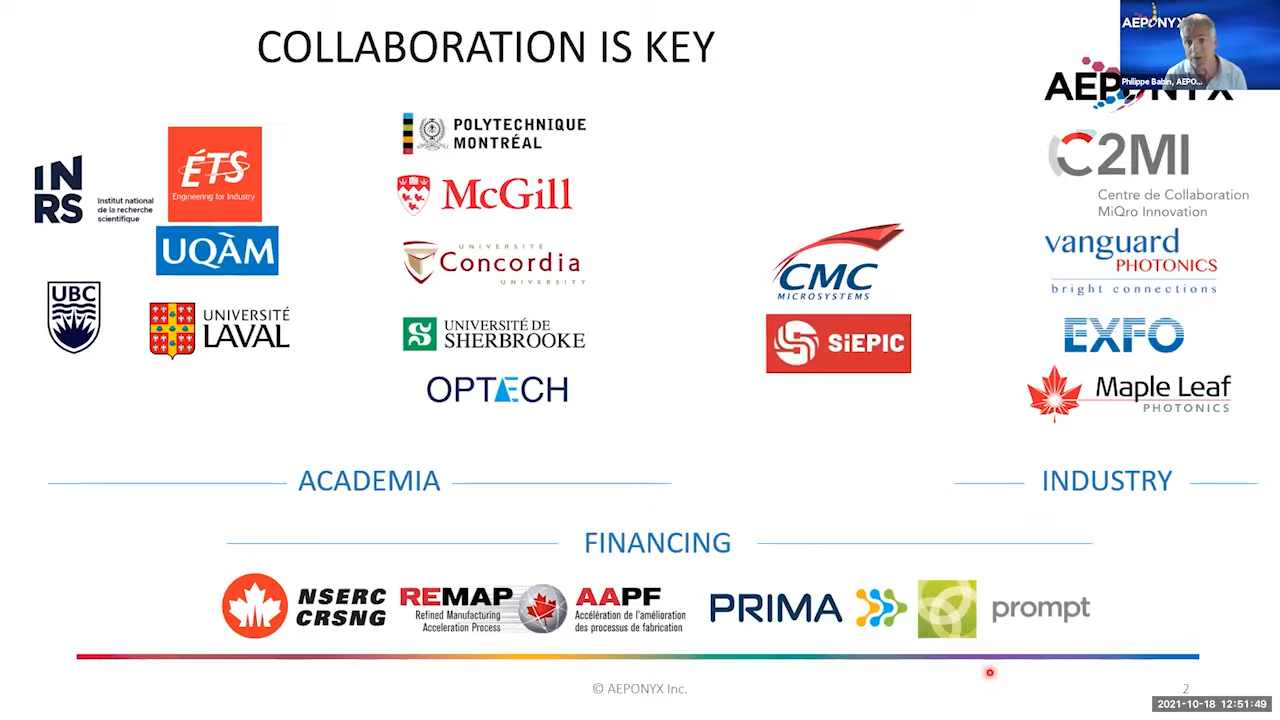 COLLABORATION IS KEY
AEPONYX
Philippe Babin, AEPO...
AEPONYX
INRS
Institut national
de la recherche
scientifique
ÉTS
Engineering for Industry
UQÀM
UBC
UNIVERSITÉ
LAVAL
POLYTECHNIQUE
MONTRÉAL
McGill
UNIVERSITÉ
Concordia
UNIVERSITY
UNIVERSITÉ DE
SHERBROOKE
OPTECH
CMC
MICROSYSTEMS
SiEPIC
C2MI
Centre de Collaboration
MiQro Innovation
vanguard
PHOTONICS
bright connections
EXFO
Maple Leaf
PHOTONICS
ACADEMIA
INDUSTRY
FINANCING
NSERC
CRSNG
REMAP
Refined Manufacturing
Acceleration Process
AAPF
Accélération de l'amélioration
des processus de fabrication
PRIMA
prompt
© AEPONYX Inc.
2
2021-10-18 12:51:49